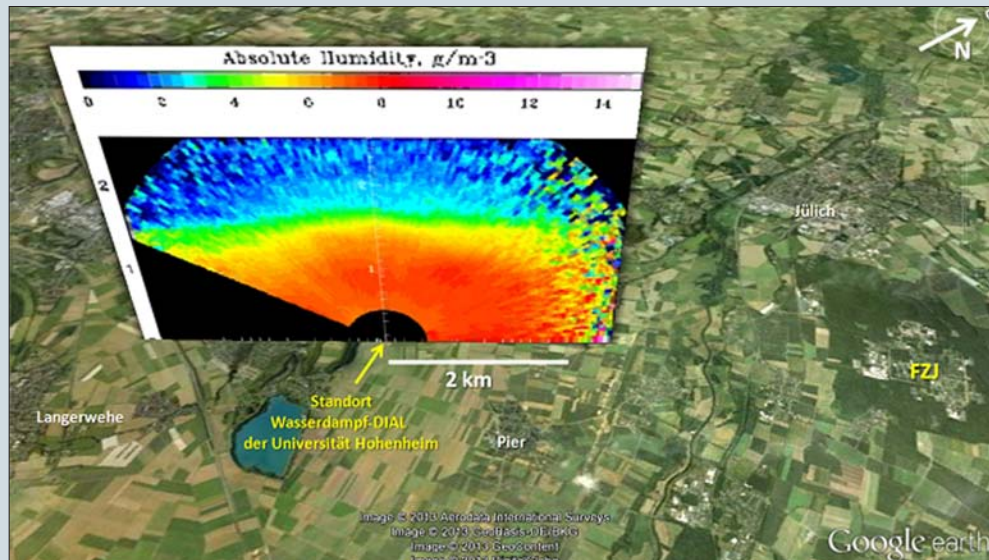 Absolute Humidity, g/m-3
0 2 4 6 8 10 12 14
N
2
1
1
Jülich
2 km
FZJ
Langerwehe
Standort
Wasserdampf-DIAL
der Universität Hohenheim
Pier
Image © 2013 Aerodata International Surveys
Image © 2013 GeoBasis-DE/BKG
Image © 2013 GeoContent
Google earth